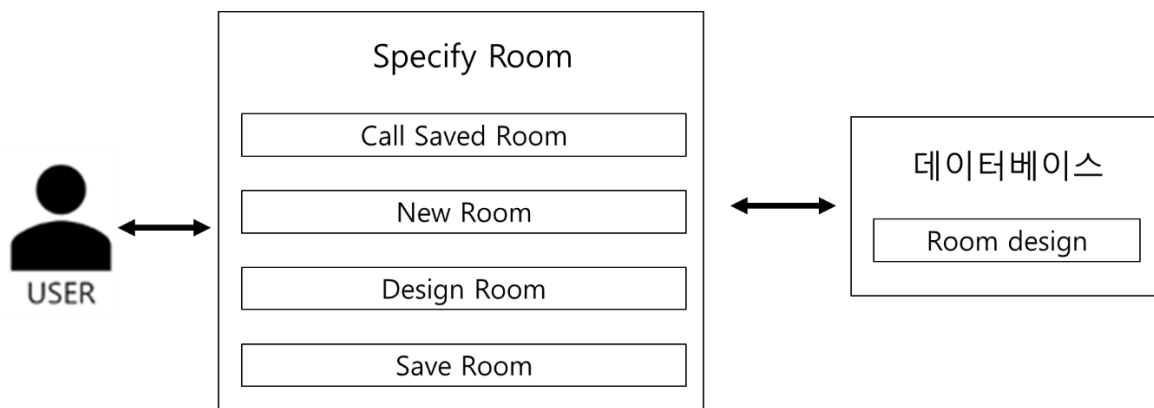 Specify Room
Call Saved Room
New Room
Design Room
Save Room
USER
데이터베이스
Room design